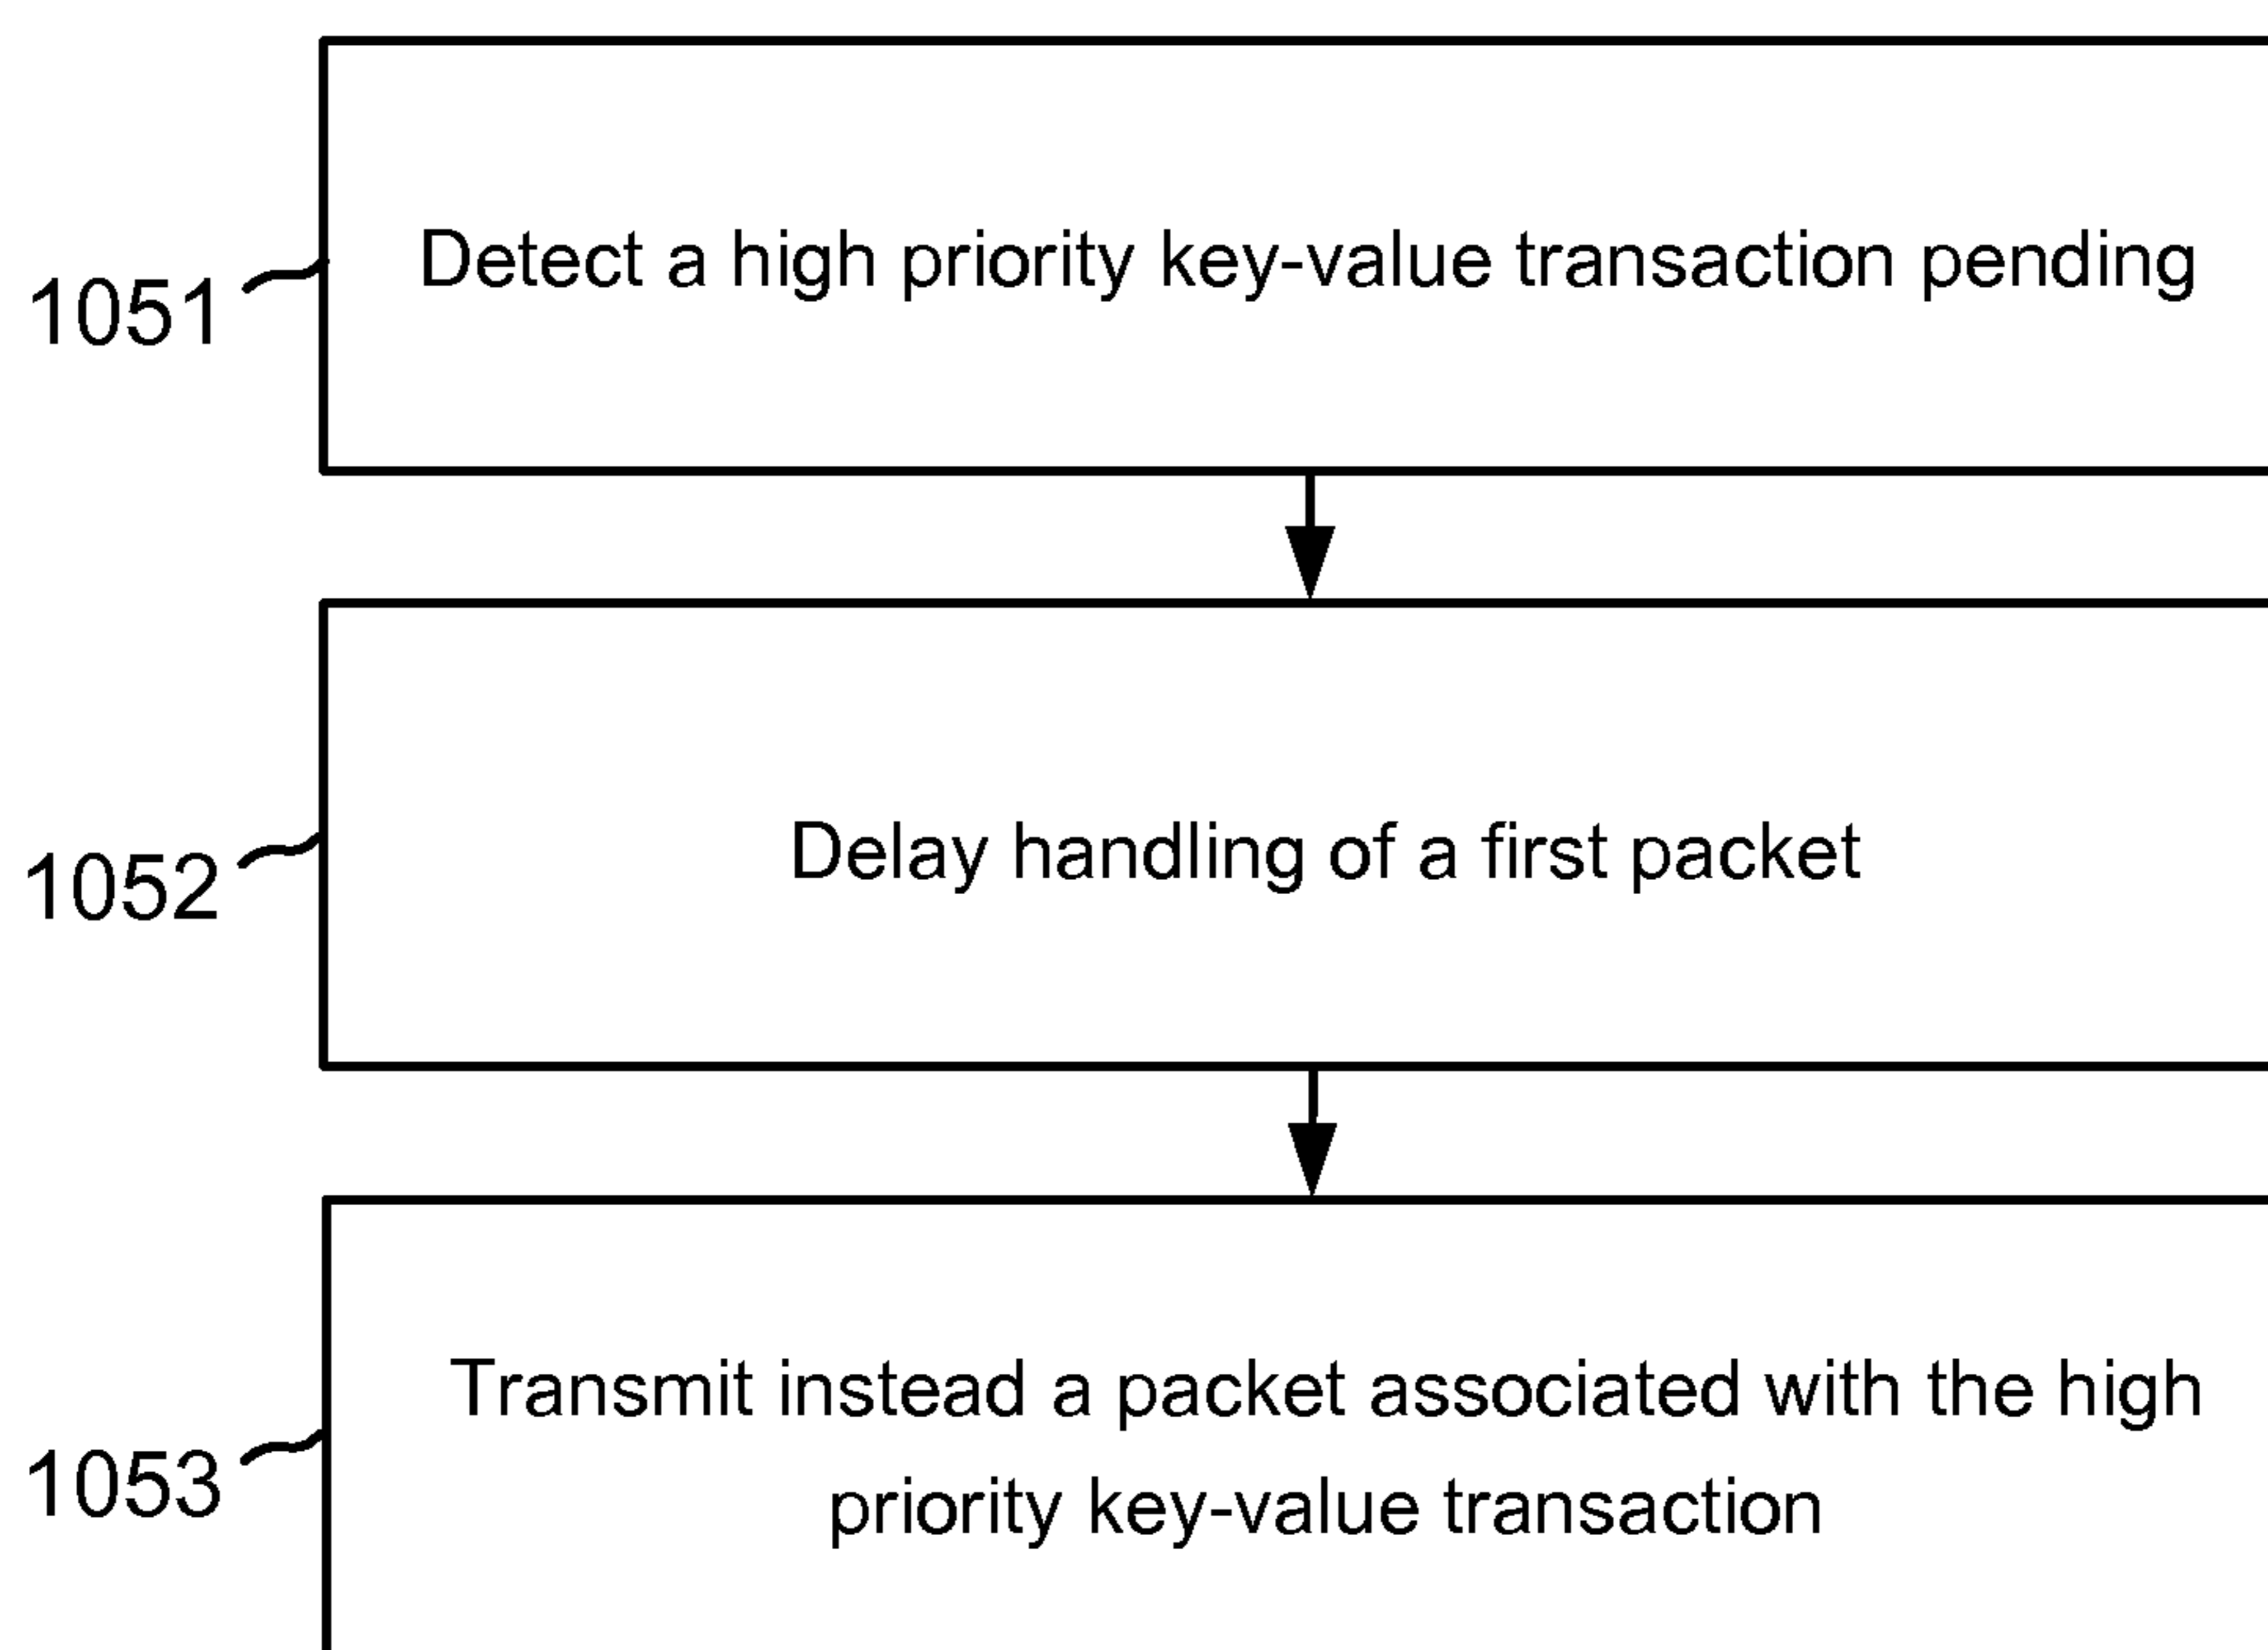 Detect a high priority key-value transaction pending
1051
Delay handling of a first packet
1052
Transmit instead a packet associated with the high
priority key-value transaction
1053